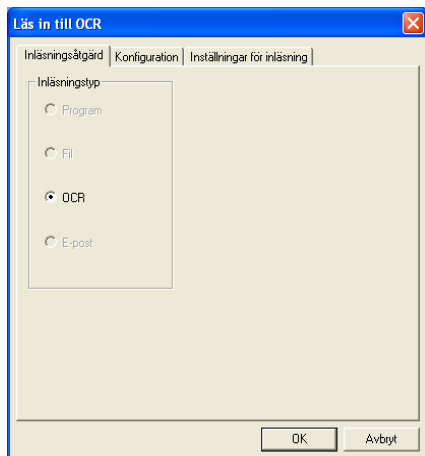 Läs in till OCR
Inläsningsåtgärd Konfiguration Inställningar för inläsning
Inläsningstyp
Program
Fil
OCR
E-post
OK Avbryt